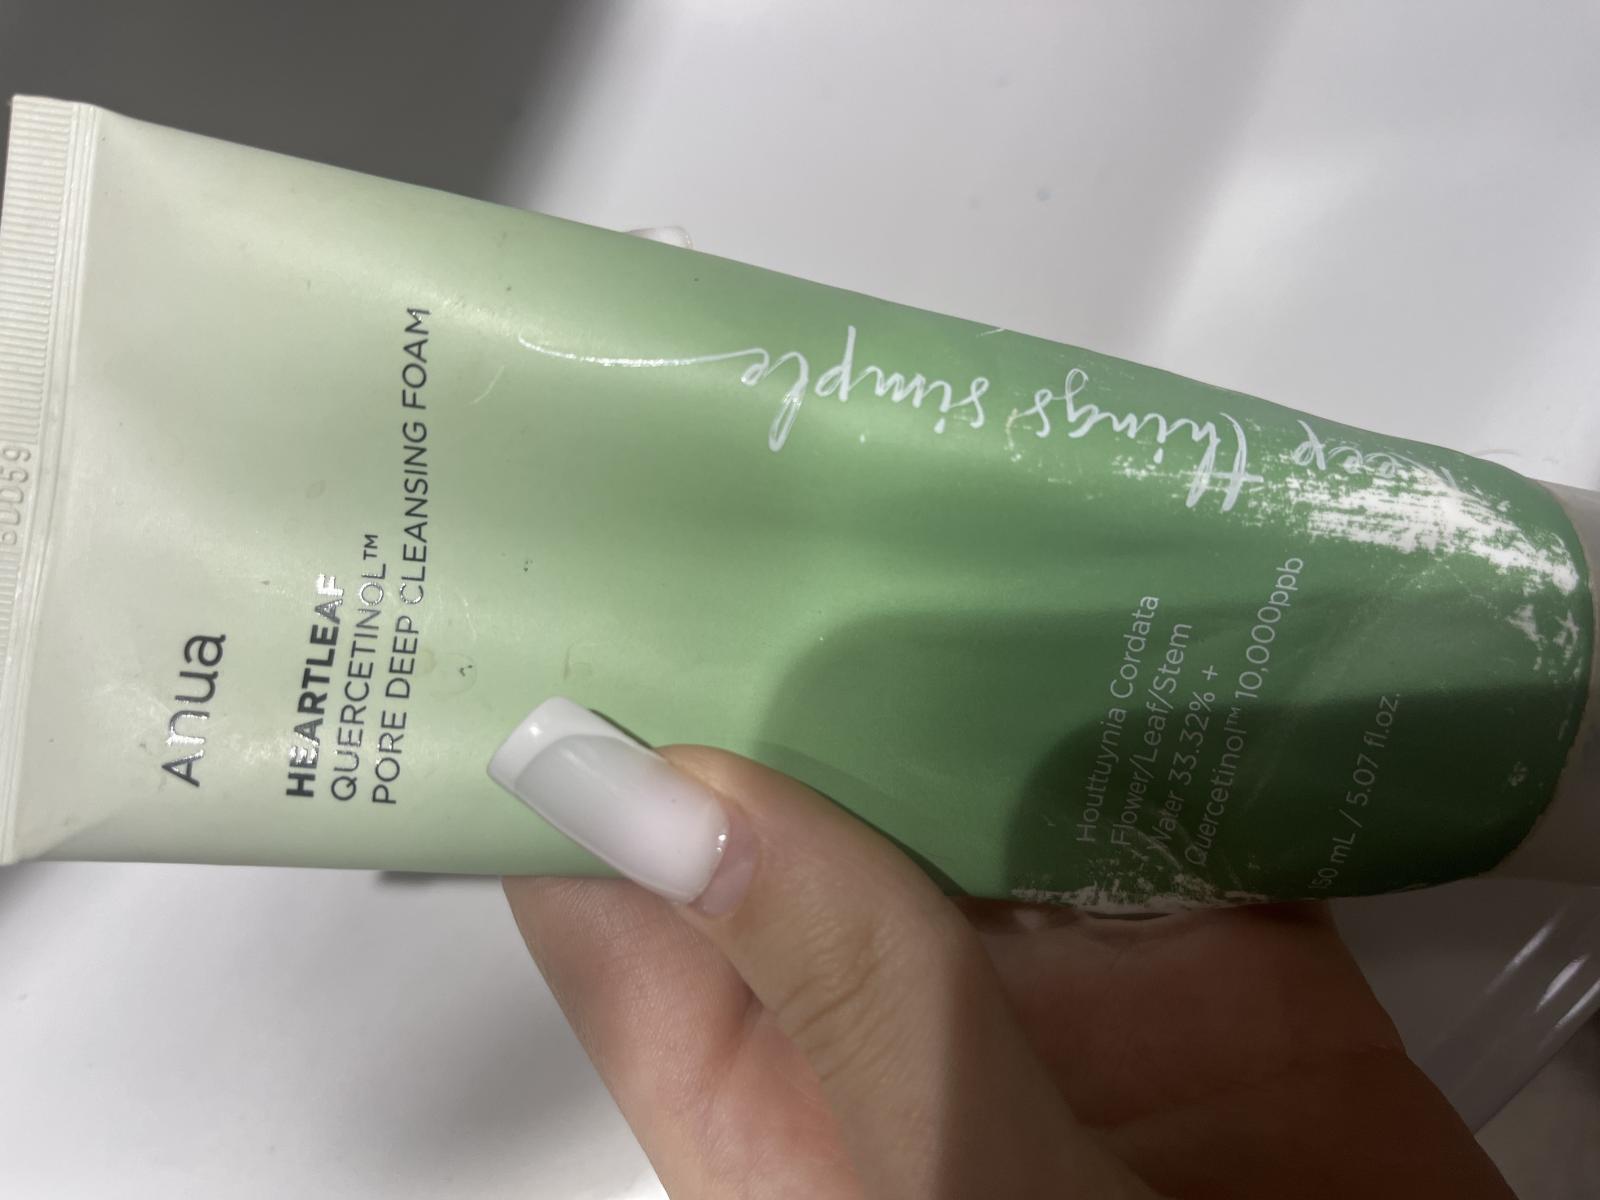 Anua
HEARTLEAF
QUERCETINOL™
PORE DEEP CLEANSING FOAM
keep things simple
Houttuynia Cordata
Flower/Leaf/Stem
Water 33.32% +
Quercetinol™ 10,000ppb
150 mL / 5.07 fl.oz.